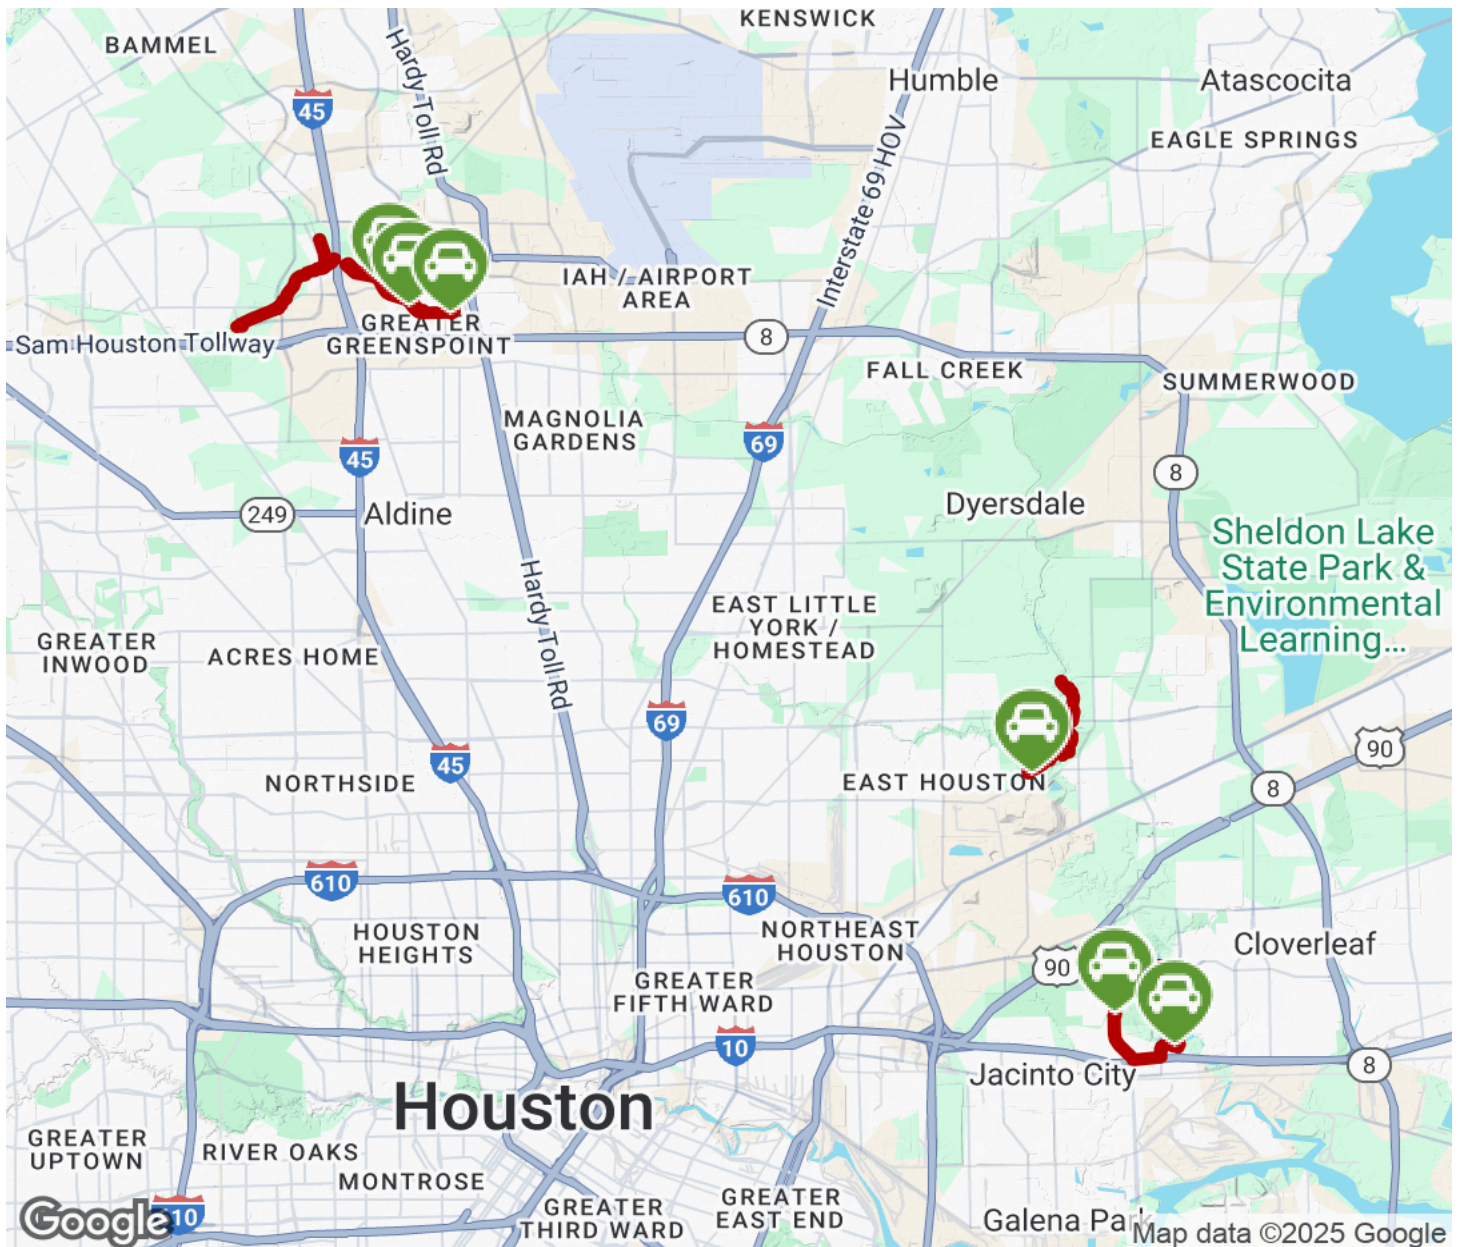 KENSWICK
BAMMEL
Hardy Toll Rd
Humble
Atascocita
45
EAGLE SPRINGS
Interstate 69 HOV
IAH / AIRPORT
AREA
GREATER
GREENSPOINT
Sam Houston Tollway
8
FALL CREEK
SUMMERWOOD
MAGNOLIA
GARDENS
69
45
8
249
Aldine
Dyersdale
Sheldon Lake
State Park &
Environmental
Learning...
Hardy Toll Rd
EAST LITTLE
YORK /
HOMESTEAD
GREATER
INWOOD
ACRES HOME
69
90
45
NORTHSIDE
EAST HOUSTON
8
610
610
HOUSTON
HEIGHTS
NORTHEAST
HOUSTON
Cloverleaf
90
GREATER
FIFTH WARD
10
8
Jacinto City
Houston
GREATER
UPTOWN
RIVER OAKS
MONTROSE
GREATER
THIRD WARD
GREATER
EAST END
Galena Park
Google
10
Map data ©2025 Google